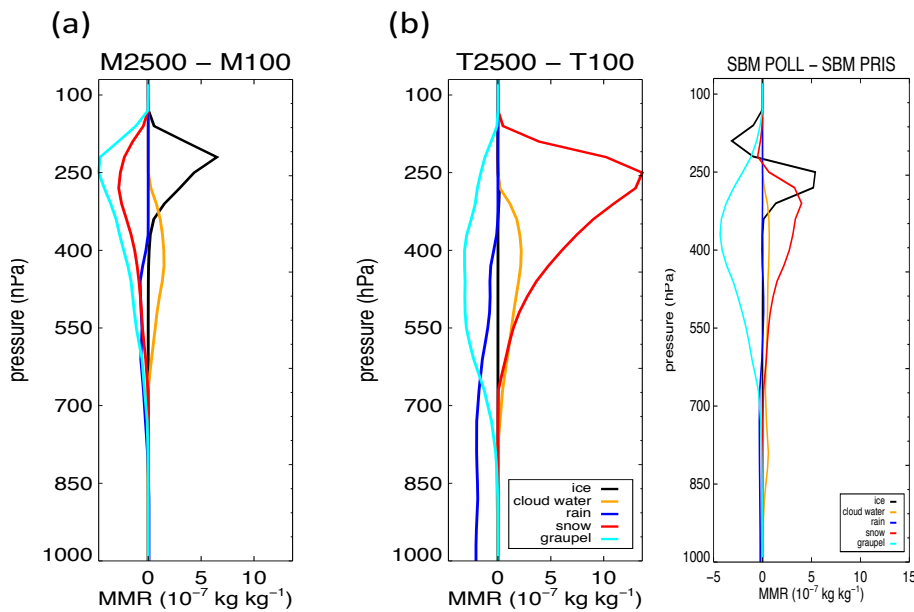 (a)
(b)
M2500 – M100
T2500 – T100
SBM POLL – SBM PRIS
100
250
400
550
700
850
1000
pressure (hPa)
0
5
10
MMR (10⁻⁷ kg kg⁻¹)
100
250
400
550
700
850
1000
pressure (hPa)
ice
cloud water
rain
snow
graupel
0
5
10
MMR (10⁻⁷ kg kg⁻¹)
100
250
400
550
700
850
1000
pressure (hPa)
ice
cloud water
rain
snow
graupel
−5
0
5
10
15
MMR (10⁻⁷ kg kg⁻¹)